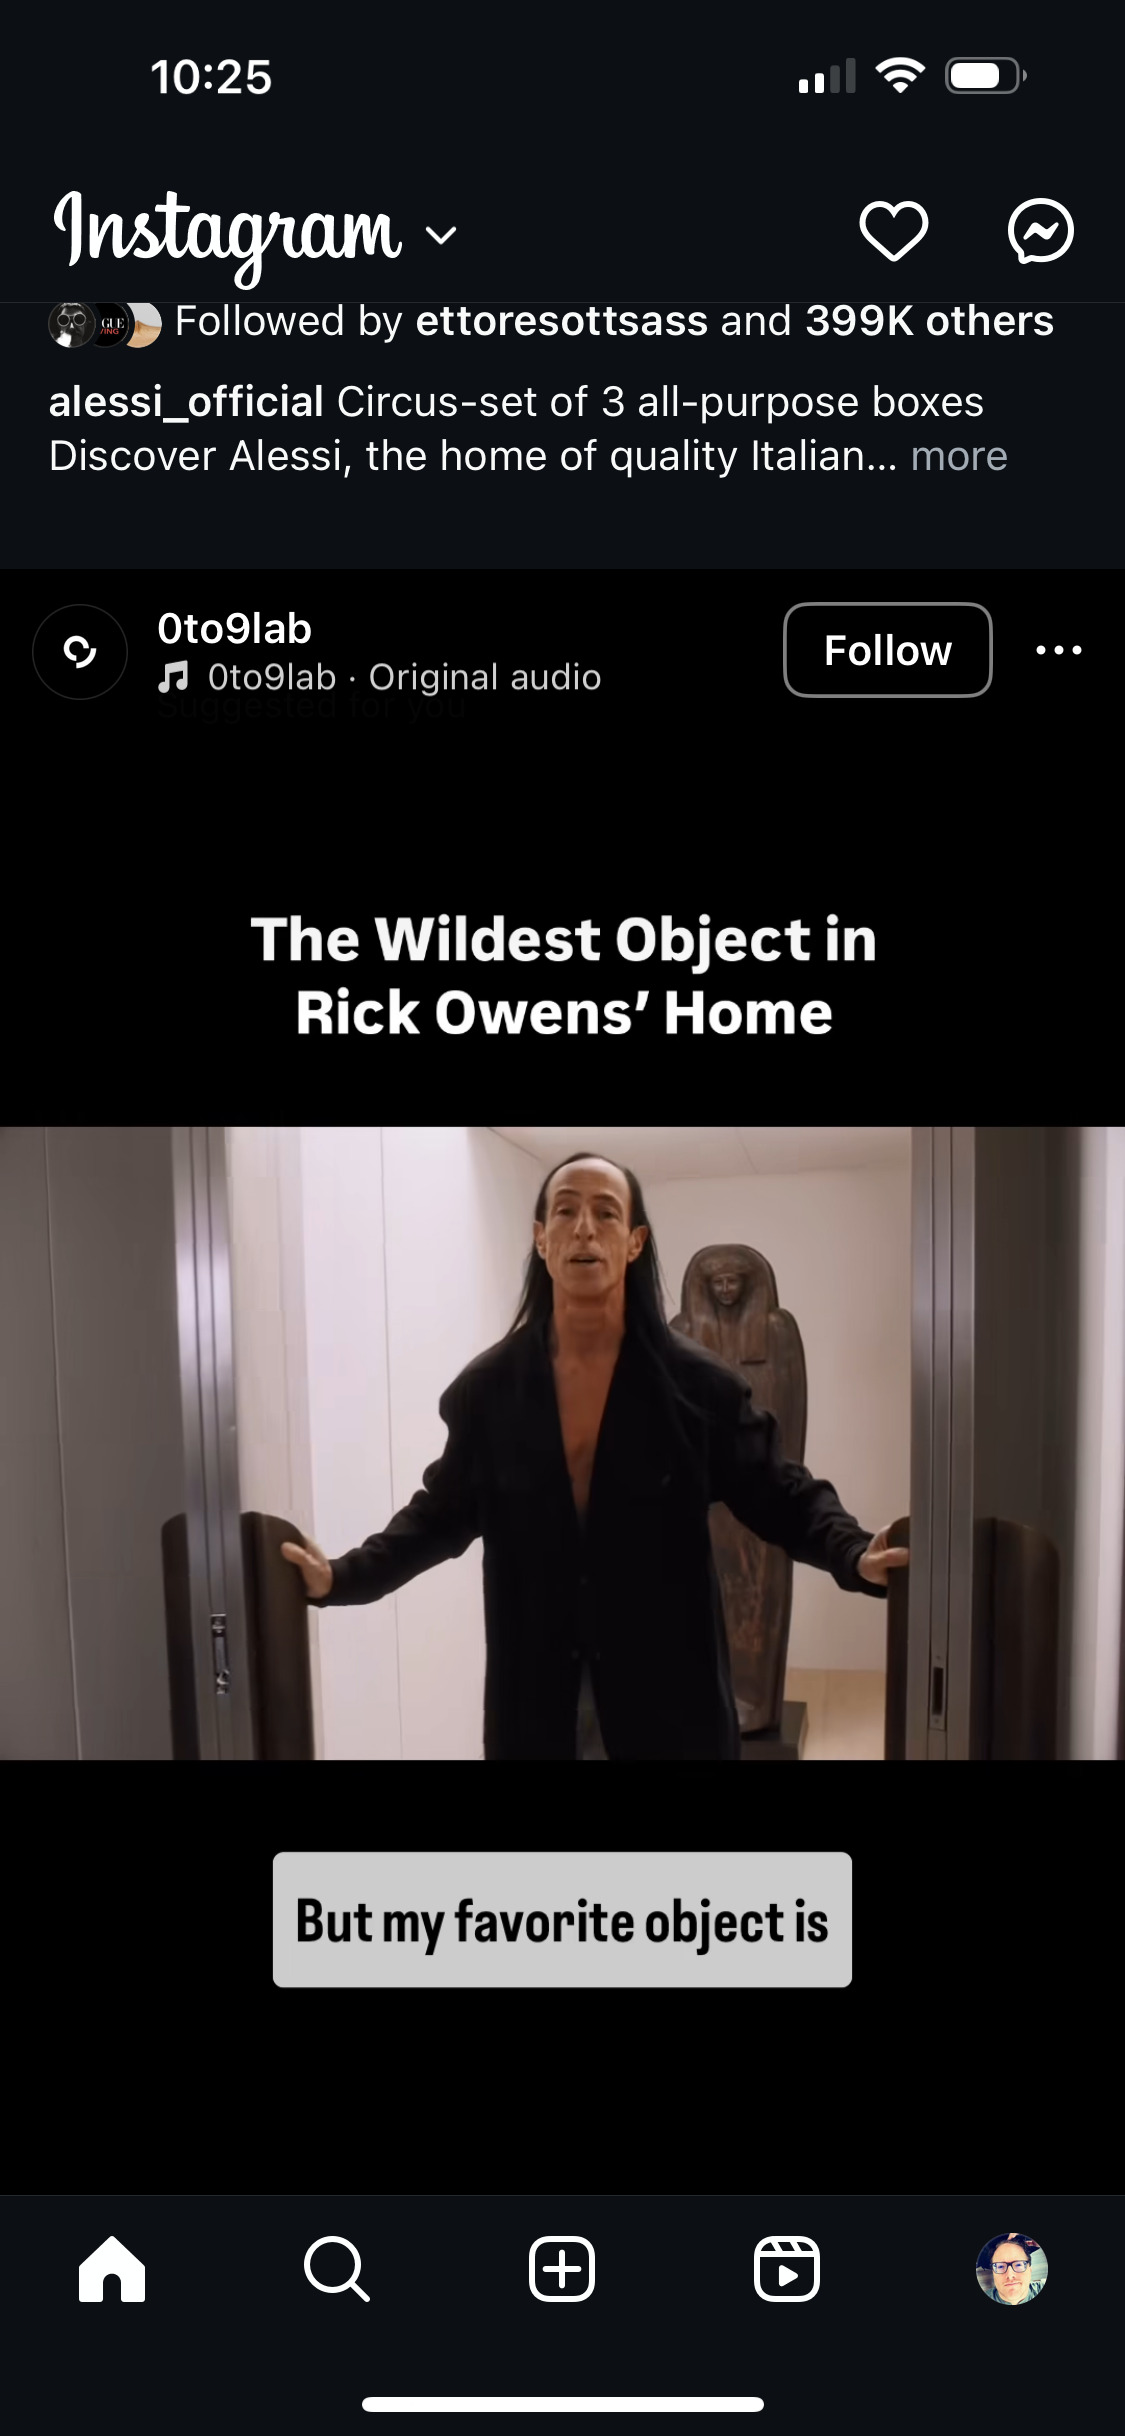 10:25
Instagram
Followed by ettoresottsass and 399K others
alessi_official Circus-set of 3 all-purpose boxes
Discover Alessi, the home of quality Italian... more
0to9lab
0to9lab · Original audio
Suggested for you
Follow
The Wildest Object in
Rick Owens’ Home
But my favorite object is